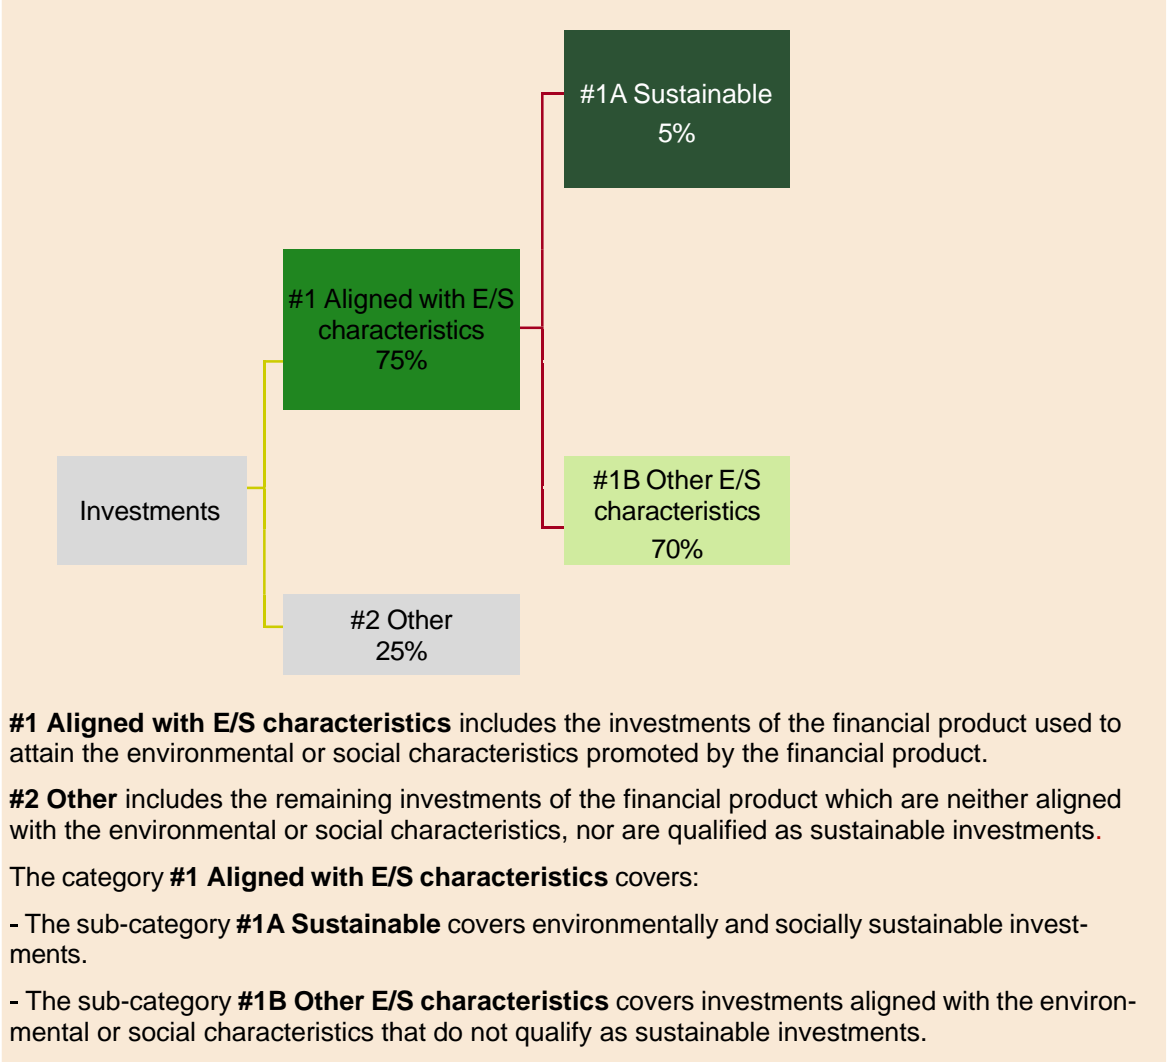 #1A Sustainable
5%
#1 Aligned with E/S
characteristics
75%
Investments
#1B Other E/S
characteristics
70%
#2 Other
25%
#1 Aligned with E/S characteristics includes the investments of the financial product used to
attain the environmental or social characteristics promoted by the financial product.
#2 Other includes the remaining investments of the financial product which are neither aligned
with the environmental or social characteristics, nor are qualified as sustainable investments.
The category #1 Aligned with E/S characteristics covers:
- The sub-category #1A Sustainable covers environmentally and socially sustainable invest-
ments.
- The sub-category #1B Other E/S characteristics covers investments aligned with the environ-
mental or social characteristics that do not qualify as sustainable investments.